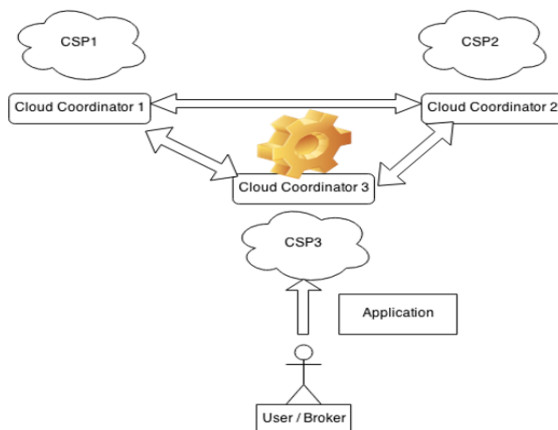 CSP1
CSP2
Cloud Coordinator 1
Cloud Coordinator 2
Cloud Coordinator 3
CSP3
Application
User / Broker